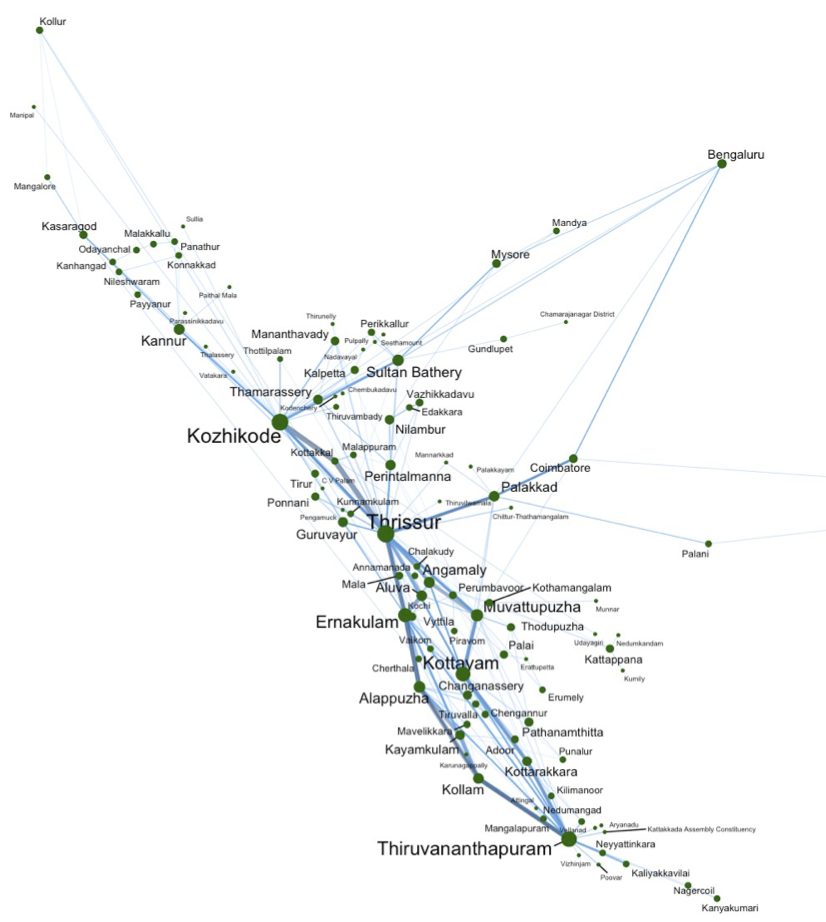 Kollur
Manipal
Mangalore
Bengaluru
Kasaragod
Malakkallu
Sullia
Odayanchal
Panathur
Kanhangad
Konnakkad
Nileshwaram
Payyanur
Paithal Mala
Parassinikkadavu
Kannur
Thalassery
Vatakara
Mandya
Mysore
Chamarajanagar District
Gundlupet
Thirunelly
Perikkallur
Mananthavady
Pulpally
Seethamount
Thottilpalam
Nadavayal
Kalpetta
Sultan Bathery
Thamarassery
Chembukadavu
Vazhikkadavu
Kodenchery
Thiruvambady
Edakkara
Kozhikode
Nilambur
Kottakkal
Malappuram
Mannarkkad
Perintalmanna
Palakkayam
Coimbatore
Tirur
C V Palam
Palakkad
Ponnani
Kunnamkulam
Thiruvilwamala
Pengamuck
Thrissur
Chittur-Thathamangalam
Guruvayur
Palani
Chalakudy
Annamanada
Angamaly
Mala
Aluva
Perumbavoor
Kothamangalam
Kochi
Muvattupuzha
Munnar
Ernakulam
Vyttila
Thodupuzha
Vaikom
Piravom
Palai
Udayagiri
Nedumkandam
Cherthala
Kottayam
Erattupetta
Kattappana
Kumily
Changanassery
Alappuzha
Erumely
Tiruvalla
Chengannur
Mavelikkara
Pathanamthitta
Kayamkulam
Adoor
Punalur
Karunagappally
Kottarakkara
Kollam
Kilimanoor
Attingal
Nedumangad
Mangalapuram
Vellanad
Aryanadu
Kattakkada Assembly Constituency
Thiruvananthapuram
Neyyattinkara
Vizhinjam
Poovar
Kaliyakkavilai
Nagercoil
Kanyakumari